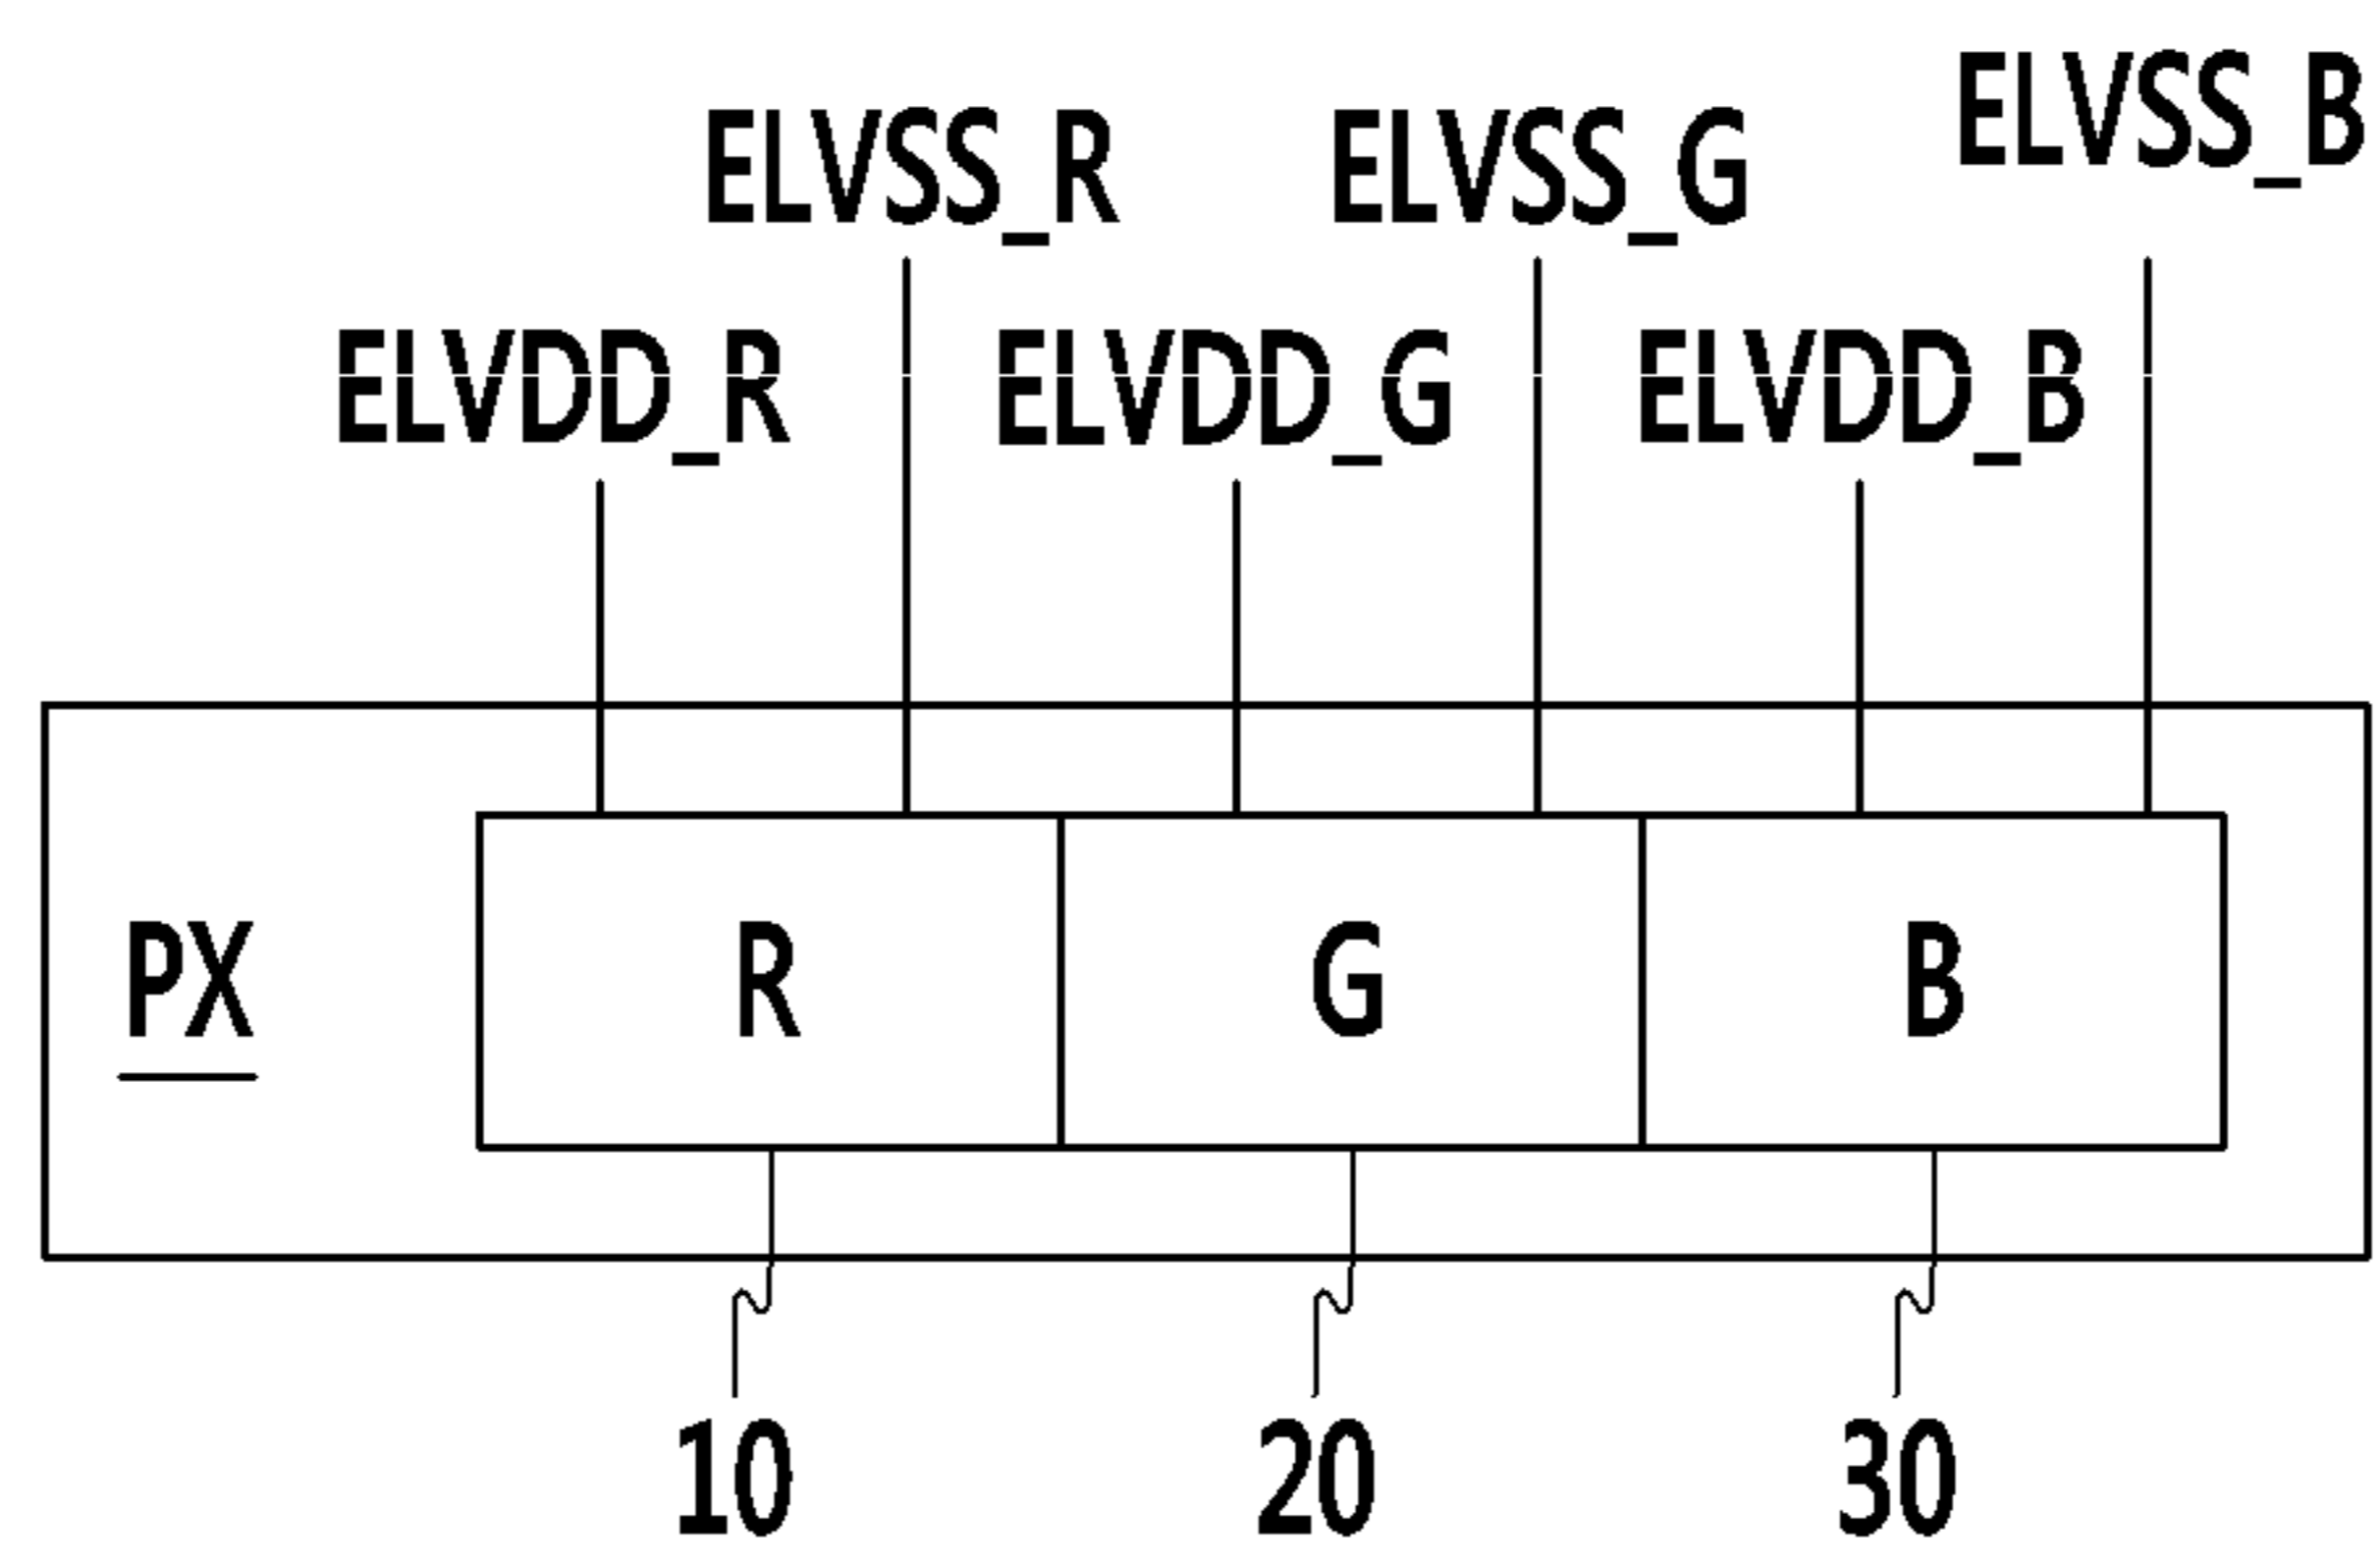 ELVSS_B
ELVSS_R ELVSS_G
ELVDD_R ELVDD_G ELVDD_B
PX R G B
10 20 30